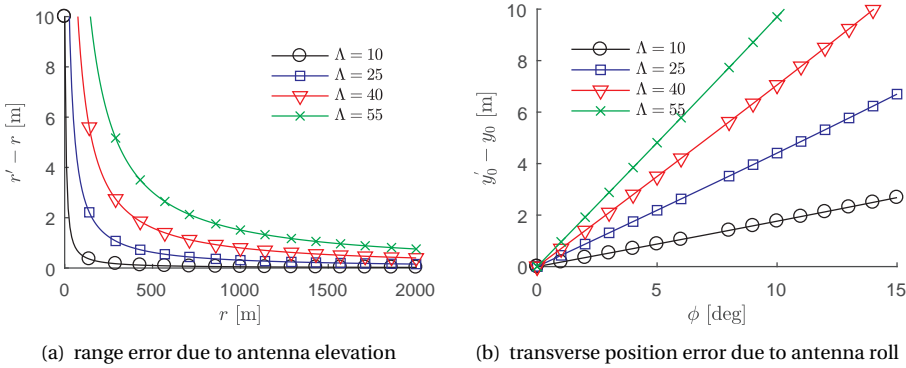 10
8
6
4
2
0
r′ − r [m]
Λ = 10
Λ = 25
Λ = 40
Λ = 55
0 500 1000 1500 2000
r [m]
(a) range error due to antenna elevation
10
8
6
4
2
0
y′₀ − y₀ [m]
Λ = 10
Λ = 25
Λ = 40
Λ = 55
0 5 10 15
ϕ [deg]
(b) transverse position error due to antenna roll